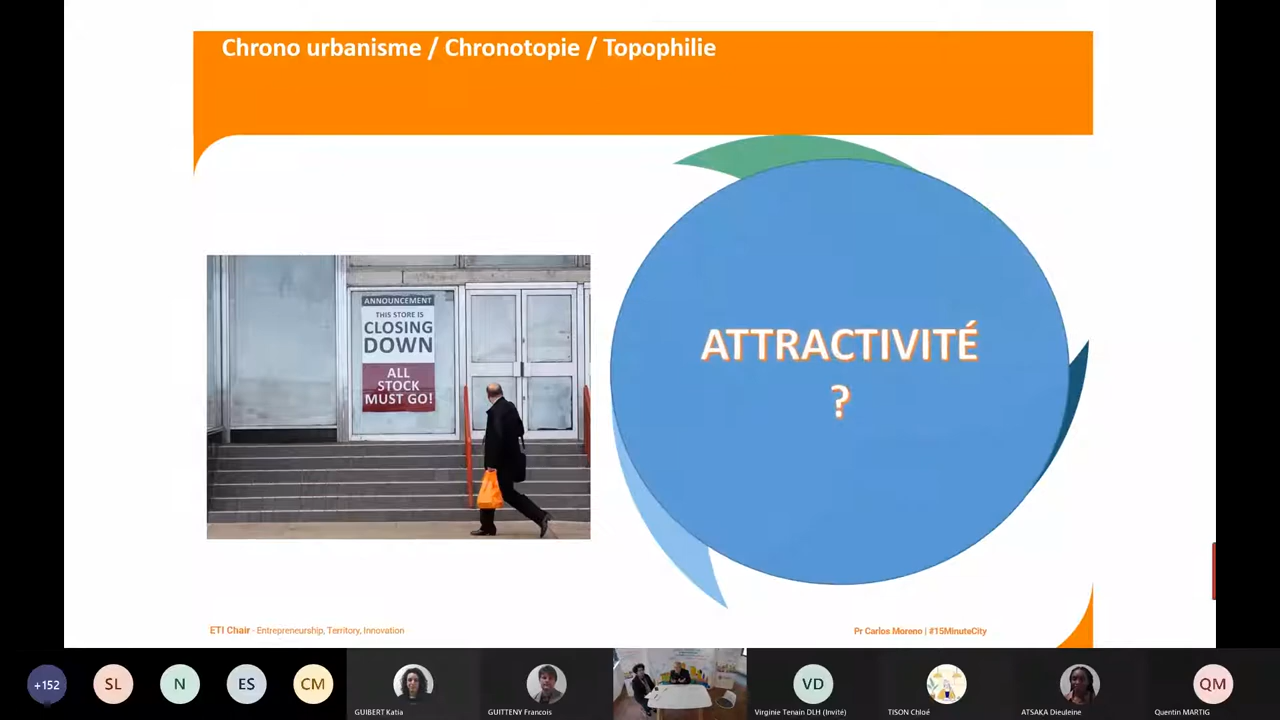 Chrono urbanisme / Chronotopie / Topophilie
ANNOUNCEMENT
THIS STORE IS
CLOSING
DOWN
ALL
STOCK
MUST GO!
ATTRACTIVITÉ
?
ETI Chair - Entrepreneurship, Territory, Innovation
Pr Carlos Moreno | #15MinuteCity
+152
SL
N
ES
CM
VD
QM
GUIBERT Katia
GUITTENY Francois
Virginie Tenain DLH (Invité)
TISON Chloé
ATSAKA Dieuleine
Quentin MARTIG